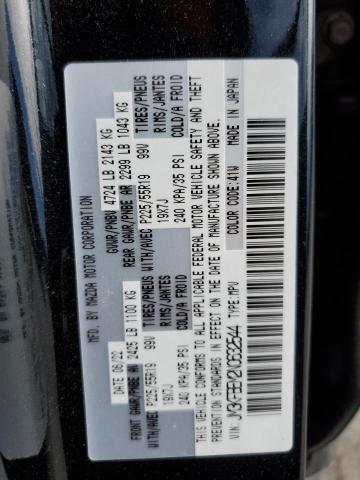 MFD. BY MAZDA MOTOR CORPORATION
DATE: 06/22 GVWR/PNBV 4724 LB 2143 KG
FRONT GAWR/PNBE AV 2425 LB 1100 KG REAR GAWR/PNBE AR 2299 LB 1043 KG
WITH/AVEC P225/55R19 99V TIRES/PNEUS WITH/AVEC P225/55R19 99V TIRES/PNEUS
19X7J RIMS/JANTES 19X7J RIMS/JANTES
240 KPA/35 PSI COLD/A FROID 240 KPA/35 PSI COLD/A FROID
THIS VEHICLE CONFORMS TO ALL APPLICABLE FEDERAL MOTOR VEHICLE SAFETY AND THEFT
PREVENTION STANDARDS IN EFFECT ON THE DATE OF MANUFACTURE SHOWN ABOVE.
VIN: TYPE: MPV COLOR CODE: 41W MADE IN JAPAN